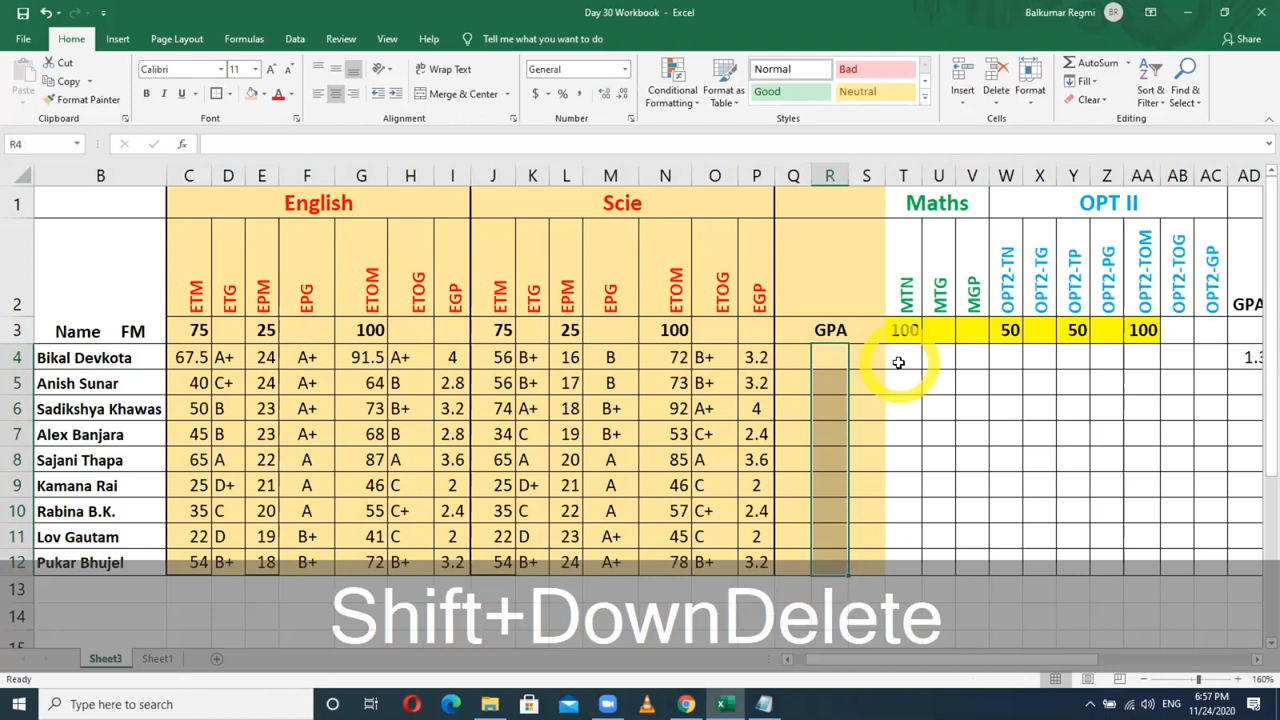 Day 30 Workbook - Excel
Balkumar Regmi BR
File Home Insert Page Layout Formulas Data Review View Help Tell me what you want to do Share
Paste Cut Copy Format Painter Clipboard
Calibri 11 A A B I U A Font
Wrap Text Merge & Center Alignment
General $ % , Number
Conditional Formatting Format as Table Normal Bad Good Neutral Styles
Insert Delete Format Cells
AutoSum Fill Clear Sort & Filter Find & Select Editing
R4 fx
B C D E F G H I J K L M N O P Q R S T U V W X Y Z AA AB AC AD
1 English Scie Maths OPT II
2 ETM ETG EPM EPG ETOM ETOG EGP ETM ETG EPM EPG ETOM ETOG EGP MTN MTG MGP OPT2-TN OPT2-TG OPT2-TP OPT2-PG OPT2-TOM OPT2-TOG OPT2-GP GPA
3 Name FM 75 25 100 75 25 100 GPA 100 50 50 100
4 Bikal Devkota 67.5 A+ 24 A+ 91.5 A+ 4 56 B+ 16 B 72 B+ 3.2 1.3
5 Anish Sunar 40 C+ 24 A+ 64 B 2.8 56 B+ 17 B 73 B+ 3.2
6 Sadikshya Khawas 50 B 23 A+ 73 B+ 3.2 74 A+ 18 B+ 92 A+ 4
7 Alex Banjara 45 B 23 A+ 68 B 2.8 34 C 19 B+ 53 C+ 2.4
8 Sajani Thapa 65 A 22 A 87 A 3.6 65 A 20 A 85 A 3.6
9 Kamana Rai 25 D+ 21 A 46 C 2 25 D+ 21 A 46 C 2
10 Rabina B.K. 35 C 20 A 55 C+ 2.4 35 C 22 A 57 C+ 2.4
11 Lov Gautam 22 D 19 B+ 41 C 2 22 D 23 A+ 45 C 2
12 Pukar Bhujel 54 B+ 18 B+ 72 B+ 3.2 54 B+ 24 A+ 78 B+ 3.2
13
14
15
Shift+DownDelete
Sheet3 Sheet1
Ready 160%
Type here to search ENG 6:57 PM
11/24/2020